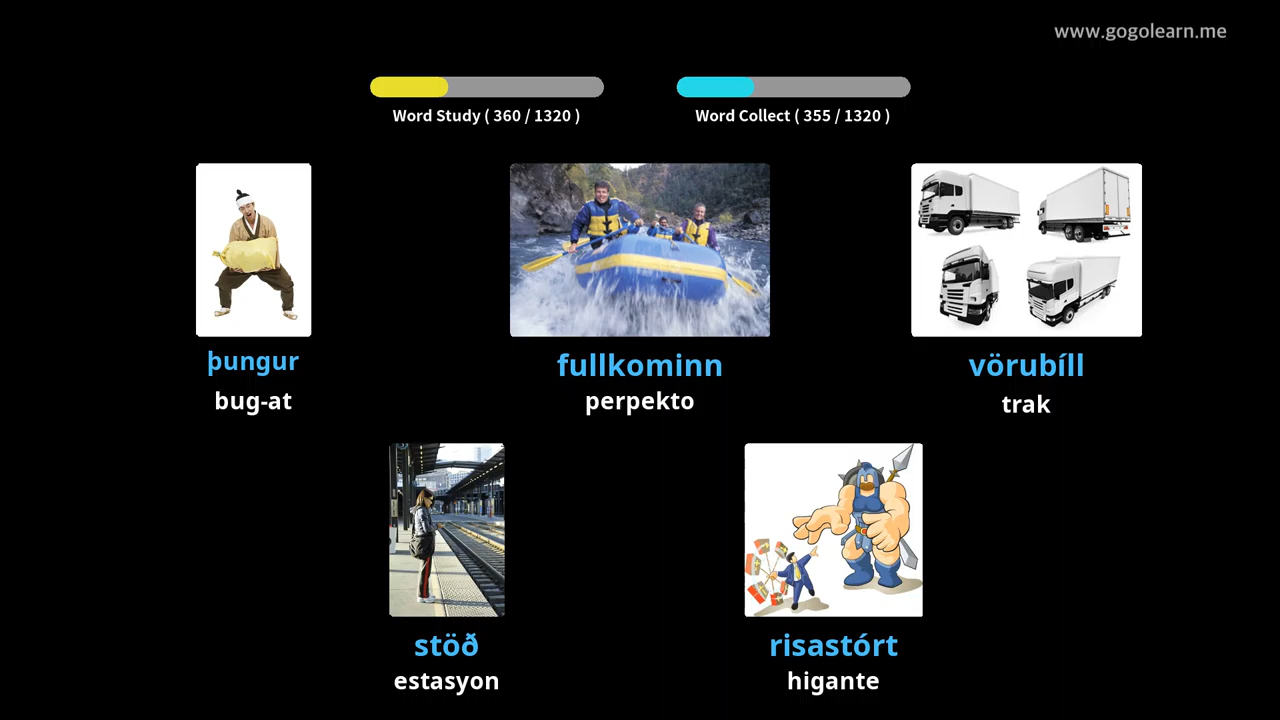 www.gogolearn.me
Word Study ( 360 / 1320 )
Word Collect ( 355 / 1320 )
þungur
bug-at
fullkominn
perpekto
vörubíll
trak
stöð
estasyon
risastórt
higante